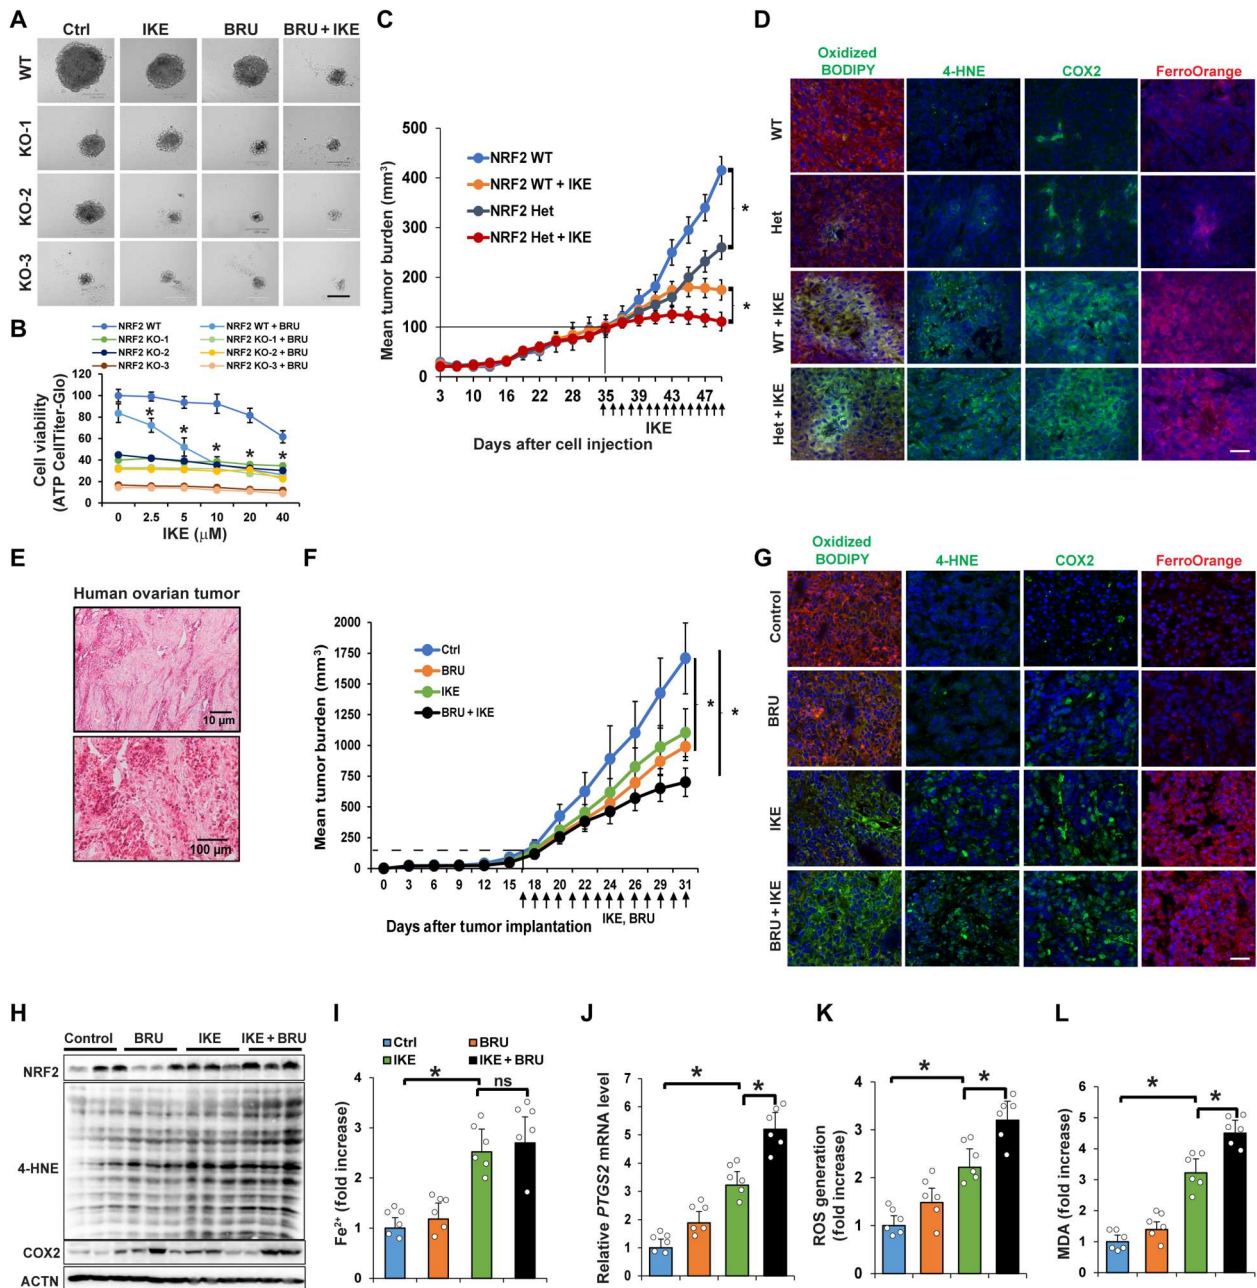 A
Ctrl IKE BRU BRU + IKE
WT
KO-1
KO-2
KO-3
B
NRF2 WT NRF2 WT + BRU
NRF2 KO-1 NRF2 KO-1 + BRU
NRF2 KO-2 NRF2 KO-2 + BRU
NRF2 KO-3 NRF2 KO-3 + BRU
Cell viability
(ATP CellTiter-Glo)
120
100
80
60
40
20
0
* * * * *
0 2.5 5 10 20 40
IKE (μM)
C
Mean tumor burden (mm³)
500
400
300
200
100
0
NRF2 WT
NRF2 WT + IKE
NRF2 Het
NRF2 Het + IKE
*
*
3 16 22 28 35 39 43 47
IKE
Days after cell injection
D
Oxidized
BODIPY 4-HNE COX2 FerroOrange
WT
Het
WT + IKE
Het + IKE
E
Human ovarian tumor
10 μm
100 μm
F
Mean tumor burden (mm³)
2000
1750
1500
1250
1000
750
500
250
0
Ctrl
BRU
IKE
BRU + IKE
* *
0 3 6 9 12 15 18 20 22 24 26 29 31
IKE, BRU
Days after tumor implantation
G
Oxidized
BODIPY 4-HNE COX2 FerroOrange
Control
BRU
IKE
BRU + IKE
H
Control BRU IKE IKE + BRU
NRF2
4-HNE
COX2
ACTN
I
Ctrl BRU
IKE IKE + BRU
Fe²⁺ (fold increase)
4
3
2
1
0
* ns
J
Relative PTGS2 mRNA level
7
6
5
4
3
2
1
0
* *
K
ROS generation
(fold increase)
4
3
2
1
0
* *
L
MDA (fold increase)
6
5
4
3
2
1
0
* *